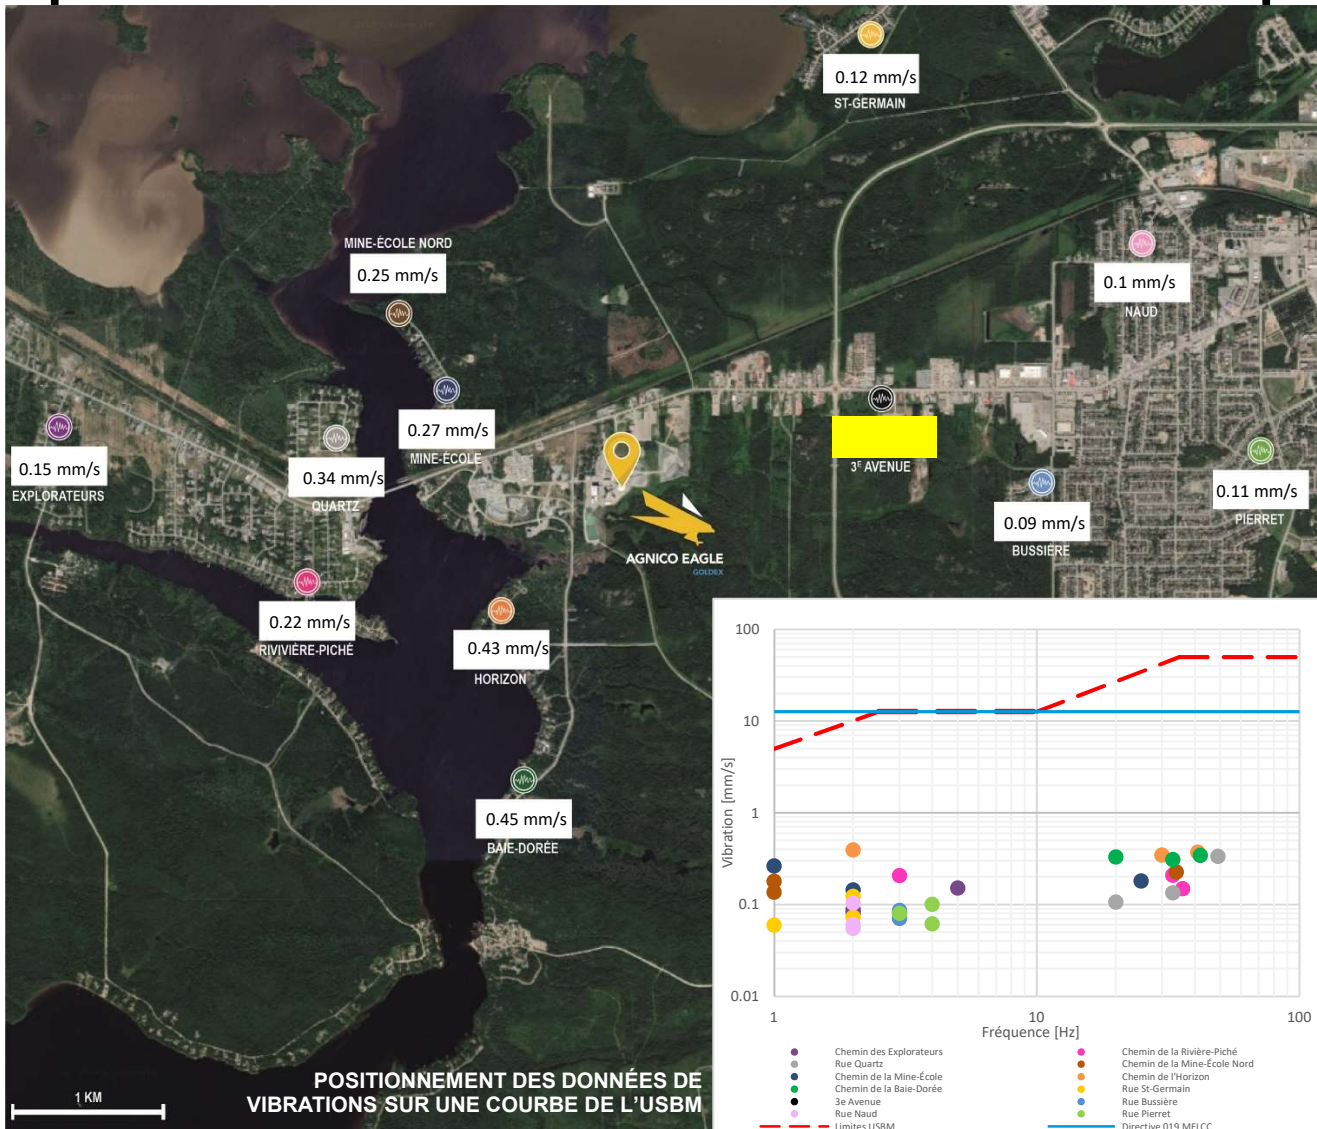 0.12 mm/s
ST-GERMAIN
MINE-ÉCOLE NORD
0.25 mm/s
0.1 mm/s
NAUD
0.27 mm/s
MINE-ÉCOLE
0.15 mm/s
EXPLORATEURS
0.34 mm/s
QUARTZ
3E AVENUE
0.11 mm/s
PIERRET
0.09 mm/s
BUSSIÈRE
AGNICO EAGLE
GOLDEX
0.22 mm/s
RIVIVIÈRE-PICHÉ
0.43 mm/s
HORIZON
0.45 mm/s
BAIE-DORÉE
100
10
1
0.1
0.01
Vibration [mm/s]
1
10
100
Fréquence [Hz]
Chemin des Explorateurs
Chemin de la Rivière-Piché
Rue Quartz
Chemin de la Mine-École Nord
Chemin de la Mine-École
Chemin de l'Horizon
Chemin de la Baie-Dorée
Rue St-Germain
3e Avenue
Rue Bussière
Rue Naud
Rue Pierret
Limites USBM
Directive 019 MELCC
1 KM
POSITIONNEMENT DES DONNÉES DE
VIBRATIONS SUR UNE COURBE DE L'USBM